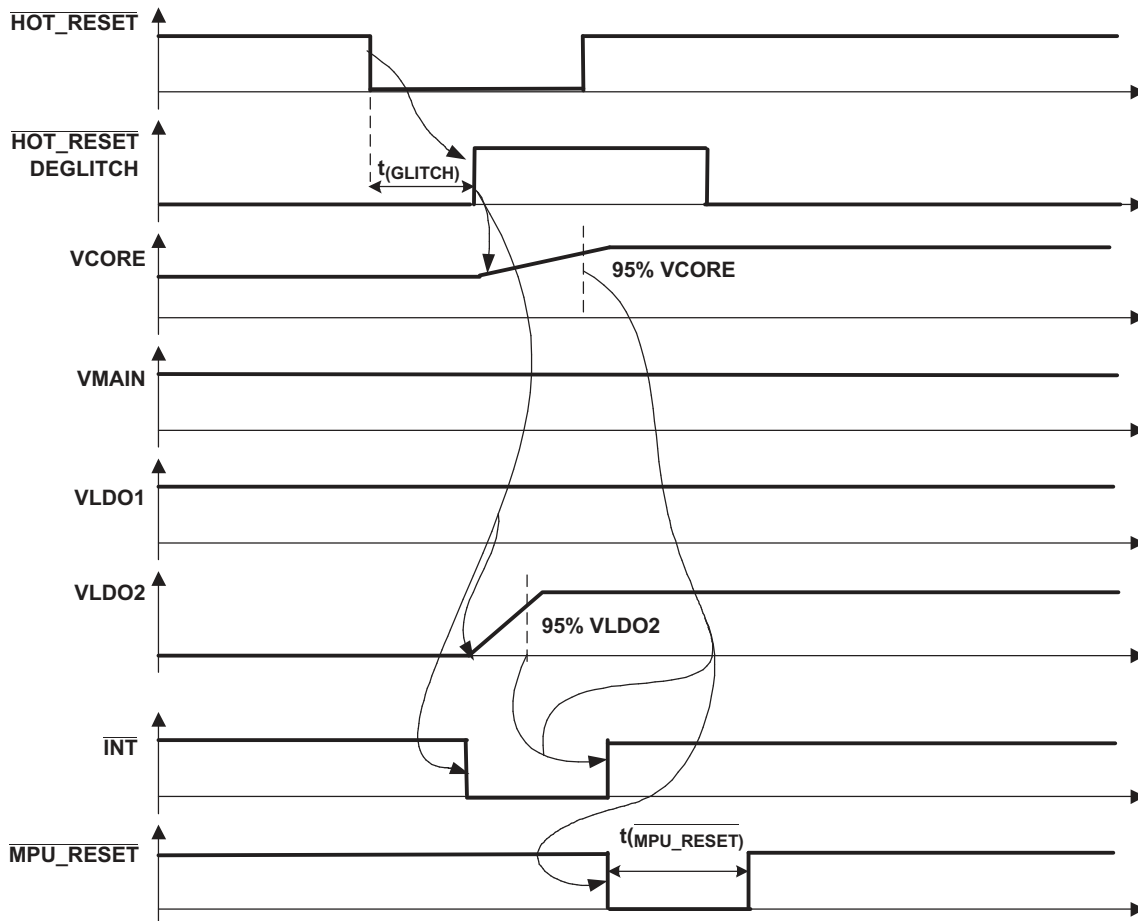 HOT_RESET
HOT_RESET
DEGLITCH
t(GLITCH)
VCORE
95% VCORE
VMAIN
VLDO1
VLDO2
95% VLDO2
INT
t(MPU_RESET)
MPU_RESET